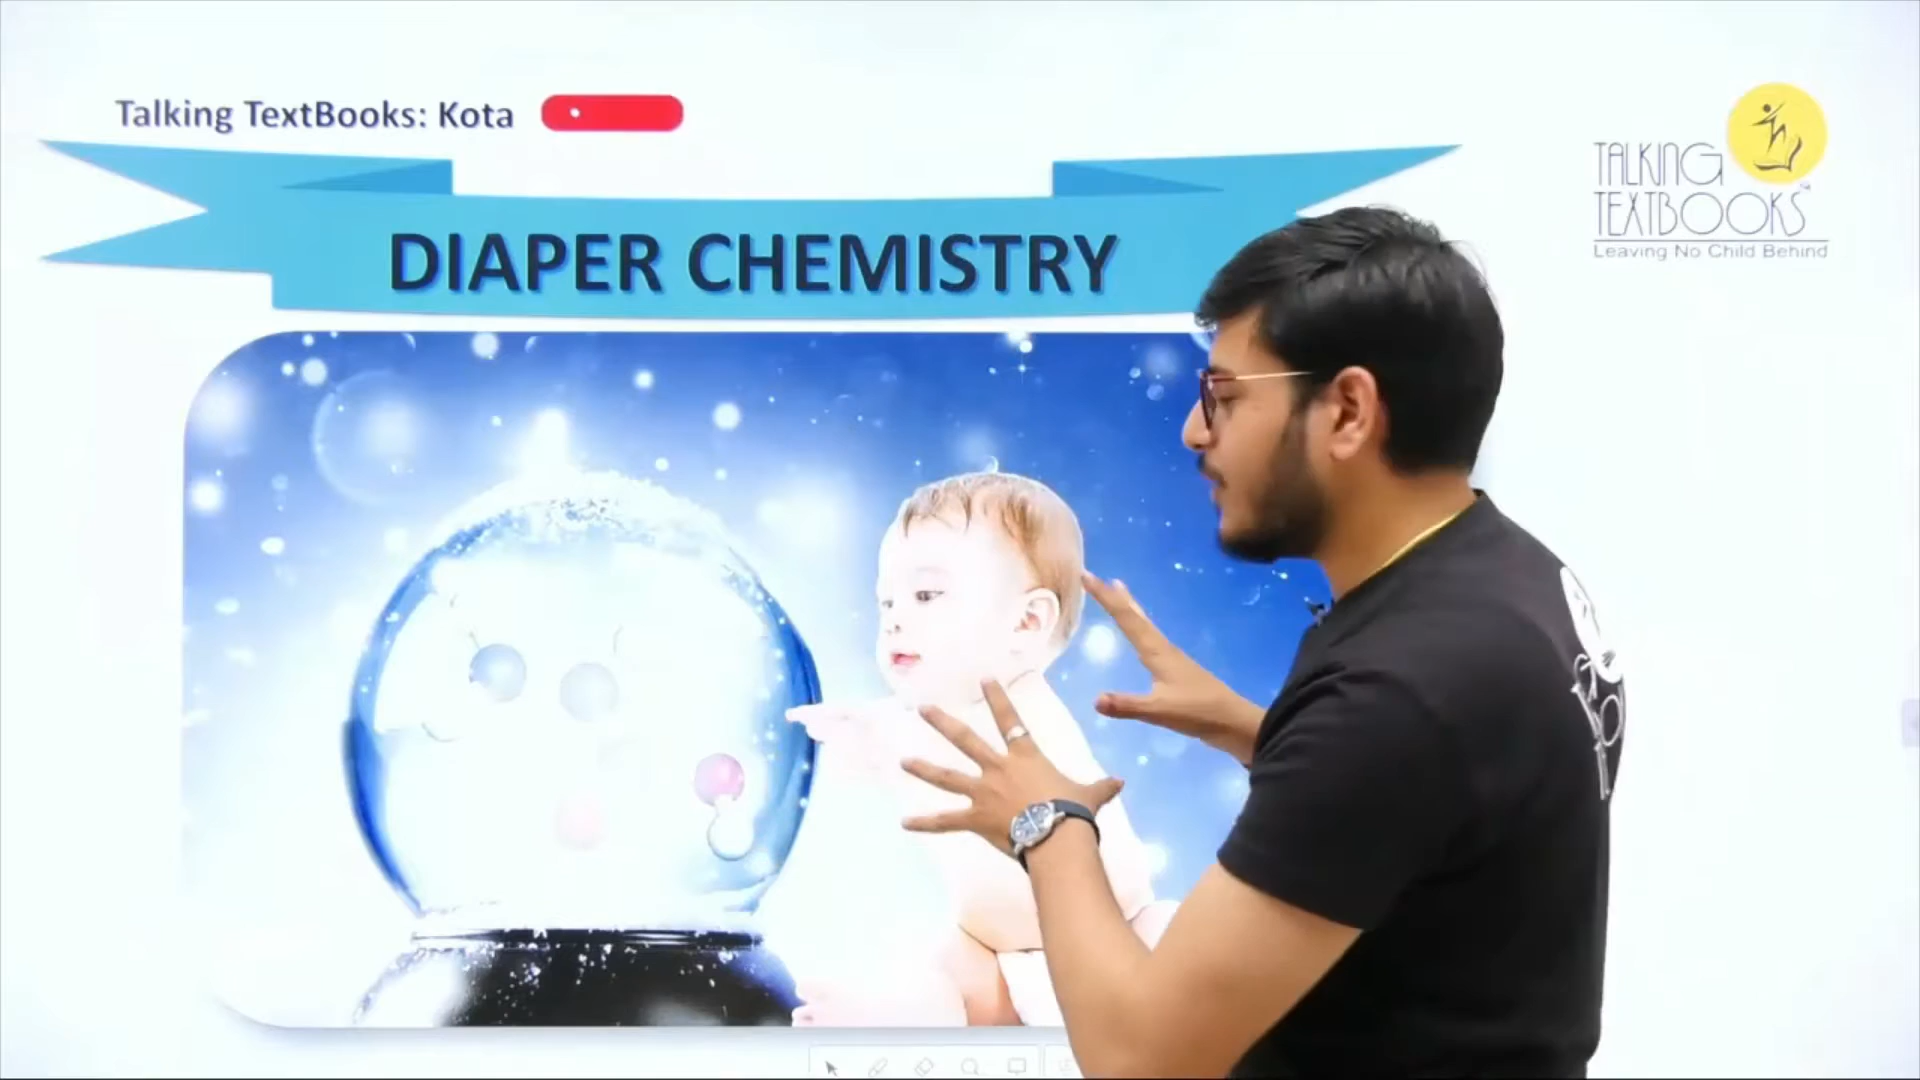 Talking TextBooks: Kota
TALKING
TEXTBOOKS
Leaving No Child Behind
DIAPER CHEMISTRY